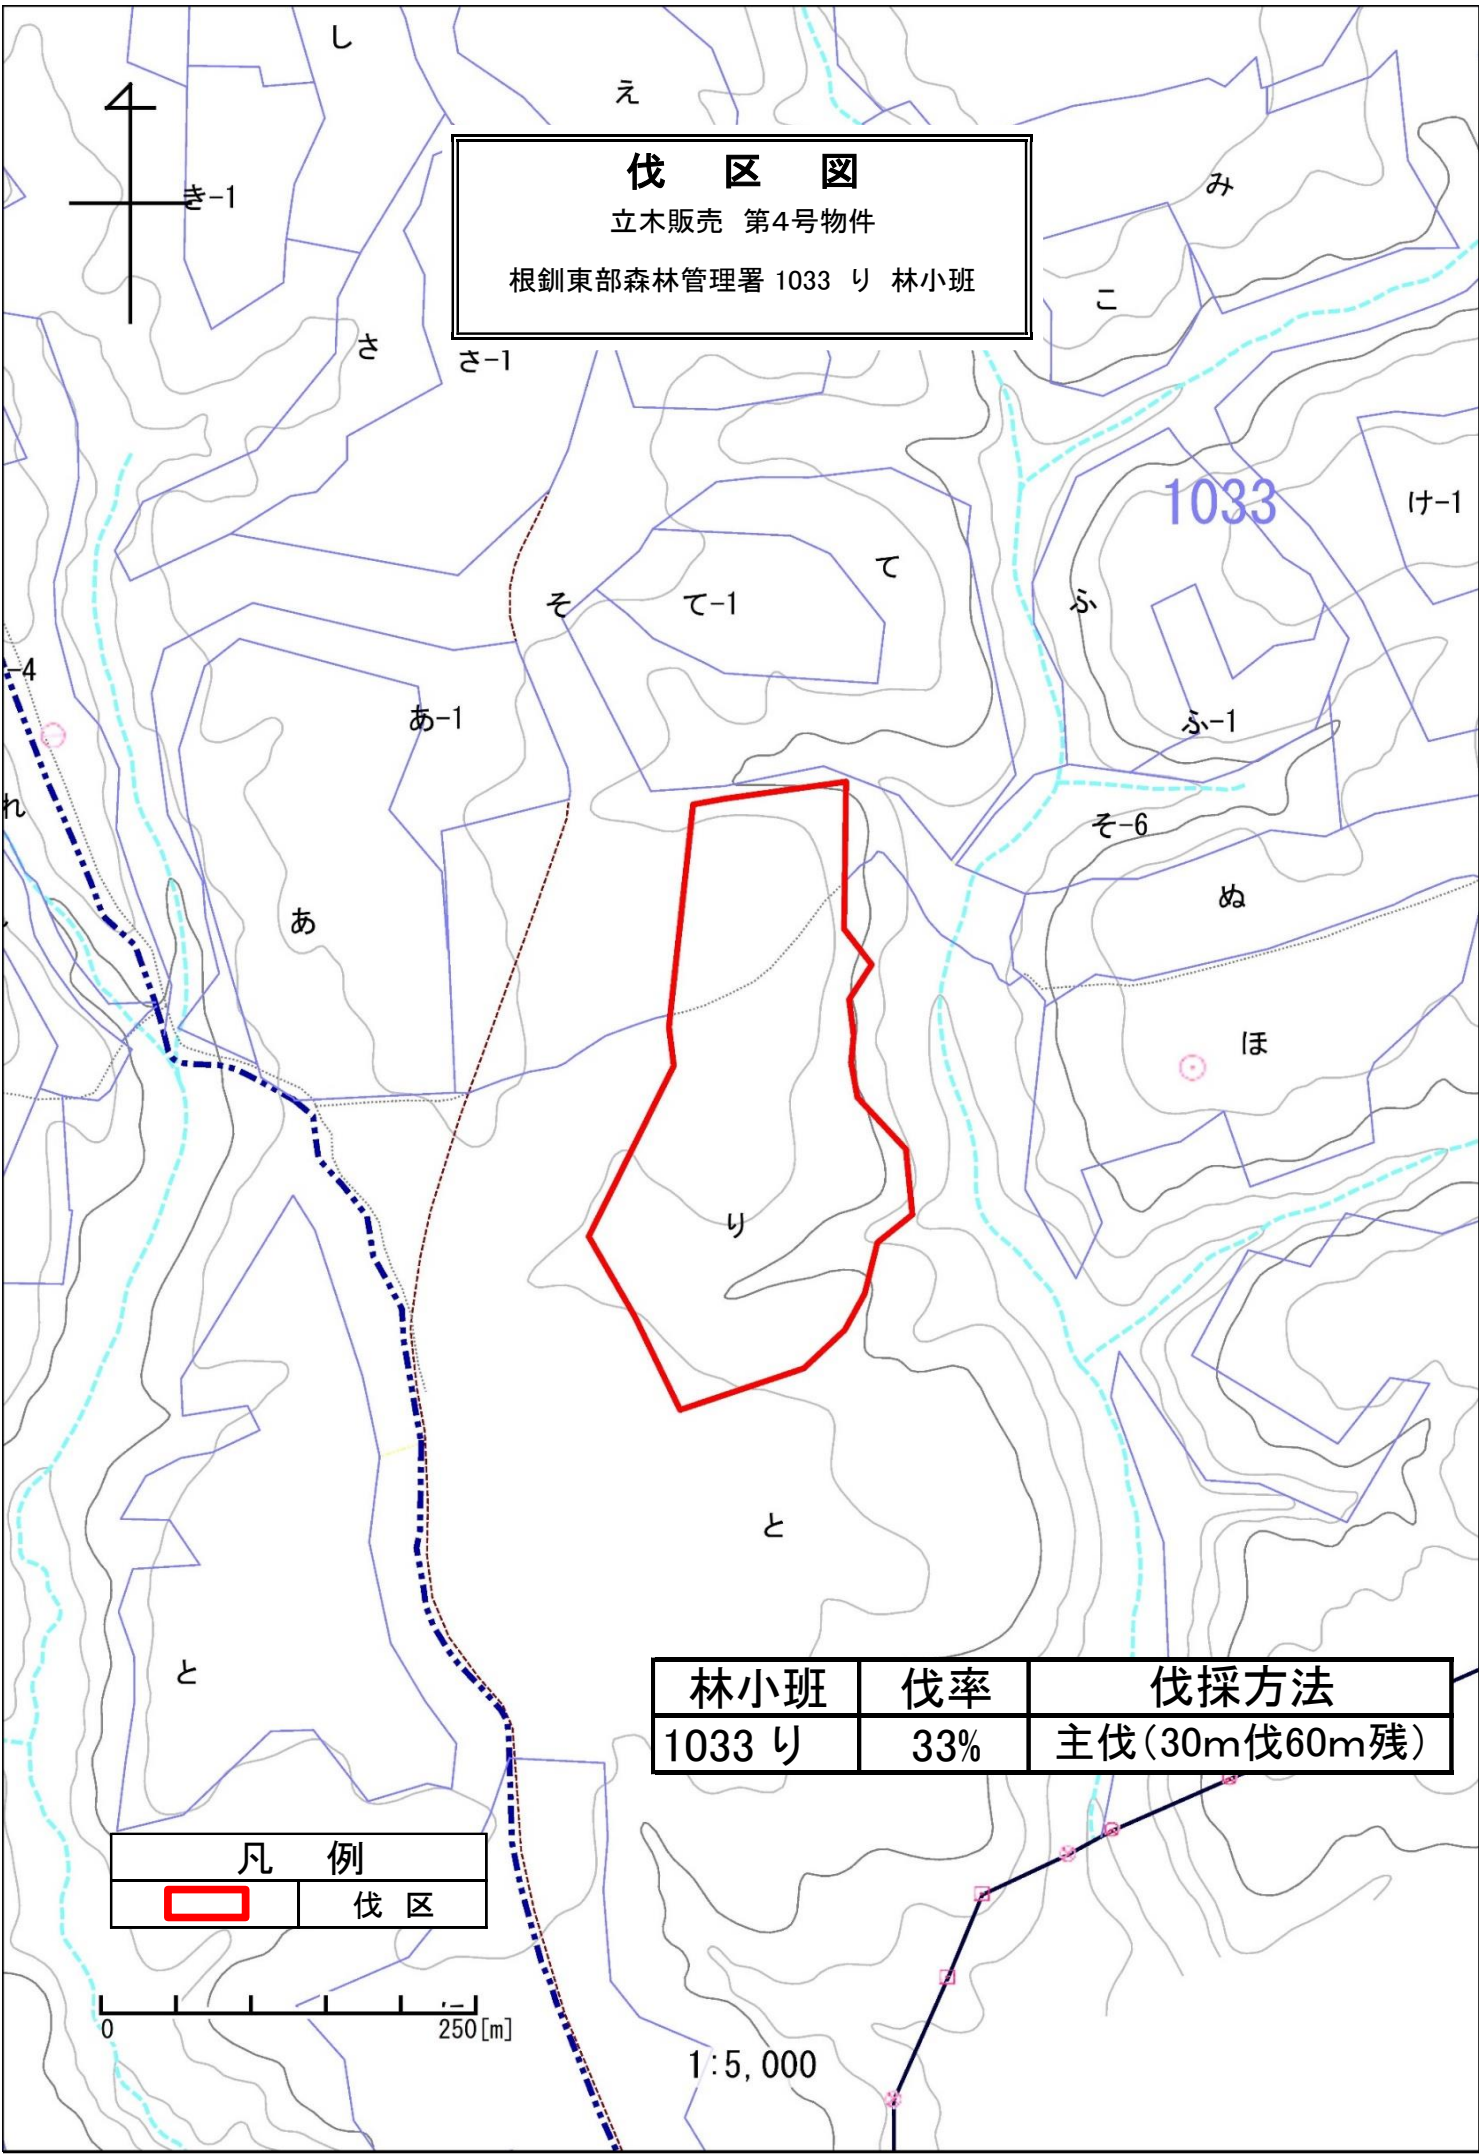 し
え
伐 区 図
立木販売 第4号物件
根釧東部森林管理署 1033 り 林小班
き-1
み
こ
さ
さ-1
1033
け-1
て
そ
て-1
ふ
-4
あ-1
ふ-1
れ
そ-6
ぬ
あ
ほ
り
と
と
林小班 伐率 伐採方法
1033 り 33% 主伐(30m伐60m残)
凡 例
伐 区
0 250[m]
1:5,000